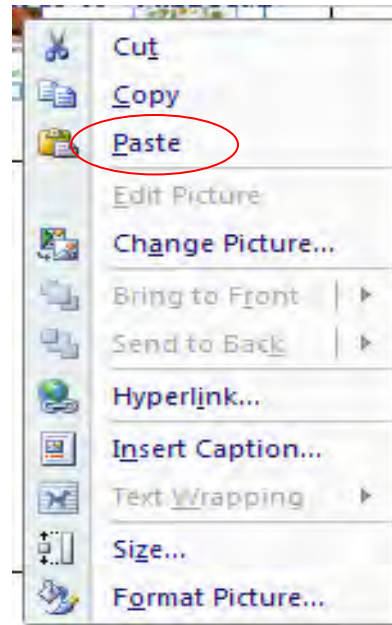 Cut
Copy
Paste
Edit Picture
Change Picture...
Bring to Front
Send to Back
Hyperlink...
Insert Caption...
Text Wrapping
Size...
Format Picture...